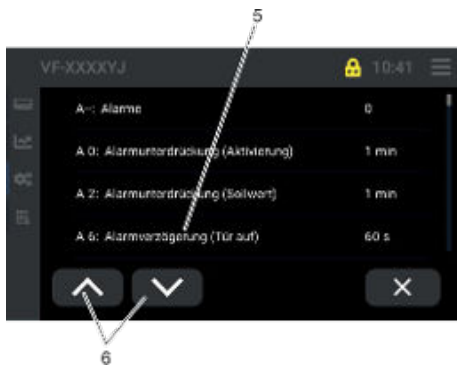 5
VF-XXXXYJ 10:41
A--: Alarme 0
A 0: Alarmunterdrückung (Aktivierung) 1 min
A 2: Alarmunterdrückung (Sollwert) 1 min
A 6: Alarmverzögerung (Tür auf) 60 s
6